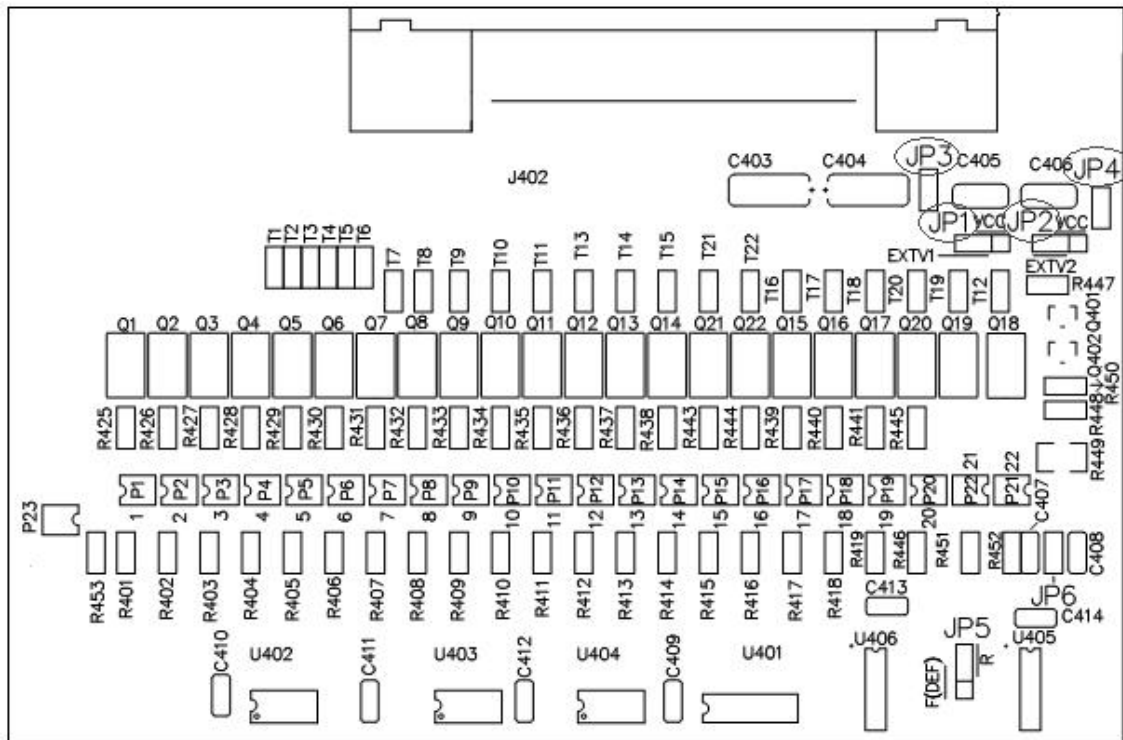 JP3 C405 C406 JP4
C403 C404
J402
JP1 VCC JP2 VCC
T1 T2 T3 T4 T5 T6
T7 T8 T9 T10 T11 T13 T14 T15 T21 T22
EXTV1 EXTV2
T16 T17 T18 T20 T19 T12 R447
Q1 Q2 Q3 Q4 Q5 Q6 Q7 Q8 Q9 Q10 Q11 Q12 Q13 Q14 Q21 Q22 Q15 Q16 Q17 Q20 Q19 Q18 Q401
Q402
R450
R448
R425 R426 R427 R428 R429 R430 R431 R432 R433 R434 R435 R436 R437 R438 R443 R444 R439 R440 R441 R445
R449
21 22
P1 P2 P3 P4 P5 P6 P7 P8 P9 P10 P11 P12 P13 P14 P15 P16 P17 P18 P19 P20 P22 P21
P23
C407
1 2 3 4 5 6 7 8 9 10 11 12 13 14 15 16 17 18 19 20
R419 R446 R451 R452 C408
R453 R401 R402 R403 R404 R405 R406 R407 R408 R409 R410 R411 R412 R413 R414 R415 R416 R417 R418
C413 JP6
C414
U406 JP5 U405
C410 U402 C411 U403 C412 U404 C409 U401
F(DEF) R